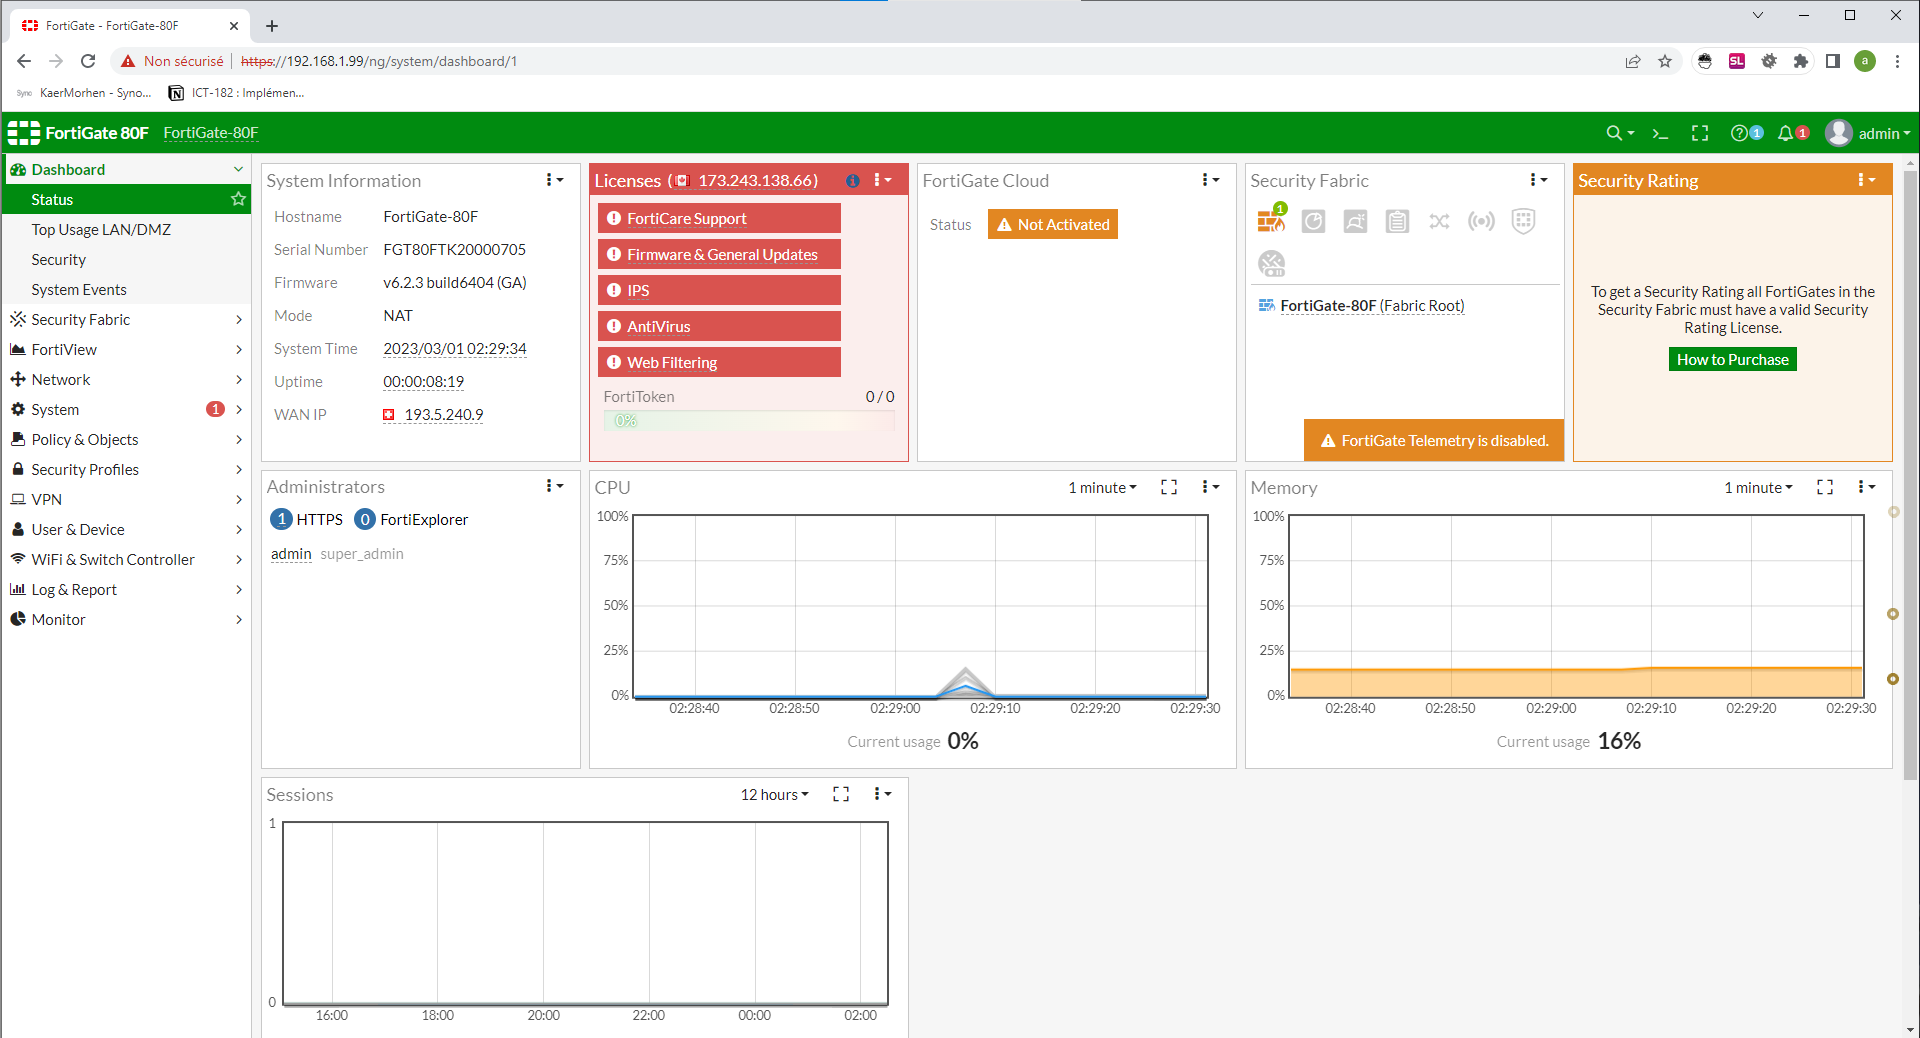 FortiGate - FortiGate-80F
Non sécurisé
https://192.168.1.99/ng/system/dashboard/1
SL
a
Sync
KaerMorhen - Syno...
ICT-182 : Implémen...
FortiGate 80F
FortiGate-80F
1
1
admin
Dashboard
Status
Top Usage LAN/DMZ
Security
System Events
Security Fabric
FortiView
Network
System
1
Policy & Objects
Security Profiles
VPN
User & Device
WiFi & Switch Controller
Log & Report
Monitor
System Information
Hostname FortiGate-80F
Serial Number FGT80FTK20000705
Firmware v6.2.3 build6404 (GA)
Mode NAT
System Time 2023/03/01 02:29:34
Uptime 00:00:08:19
WAN IP 193.5.240.9
Licenses (173.243.138.66)
FortiCare Support
Firmware & General Updates
IPS
AntiVirus
Web Filtering
FortiToken 0 / 0
0%
FortiGate Cloud
Status Not Activated
Security Fabric
1
FortiGate-80F (Fabric Root)
FortiGate Telemetry is disabled.
Security Rating
To get a Security Rating all FortiGates in the
Security Fabric must have a valid Security
Rating License.
How to Purchase
Administrators
1 HTTPS 0 FortiExplorer
admin super_admin
CPU
1 minute
100%
75%
50%
25%
0%
02:28:40 02:28:50 02:29:00 02:29:10 02:29:20 02:29:30
Current usage 0%
Memory
1 minute
100%
75%
50%
25%
0%
02:28:40 02:28:50 02:29:00 02:29:10 02:29:20 02:29:30
Current usage 16%
Sessions
12 hours
1
0
16:00 18:00 20:00 22:00 00:00 02:00